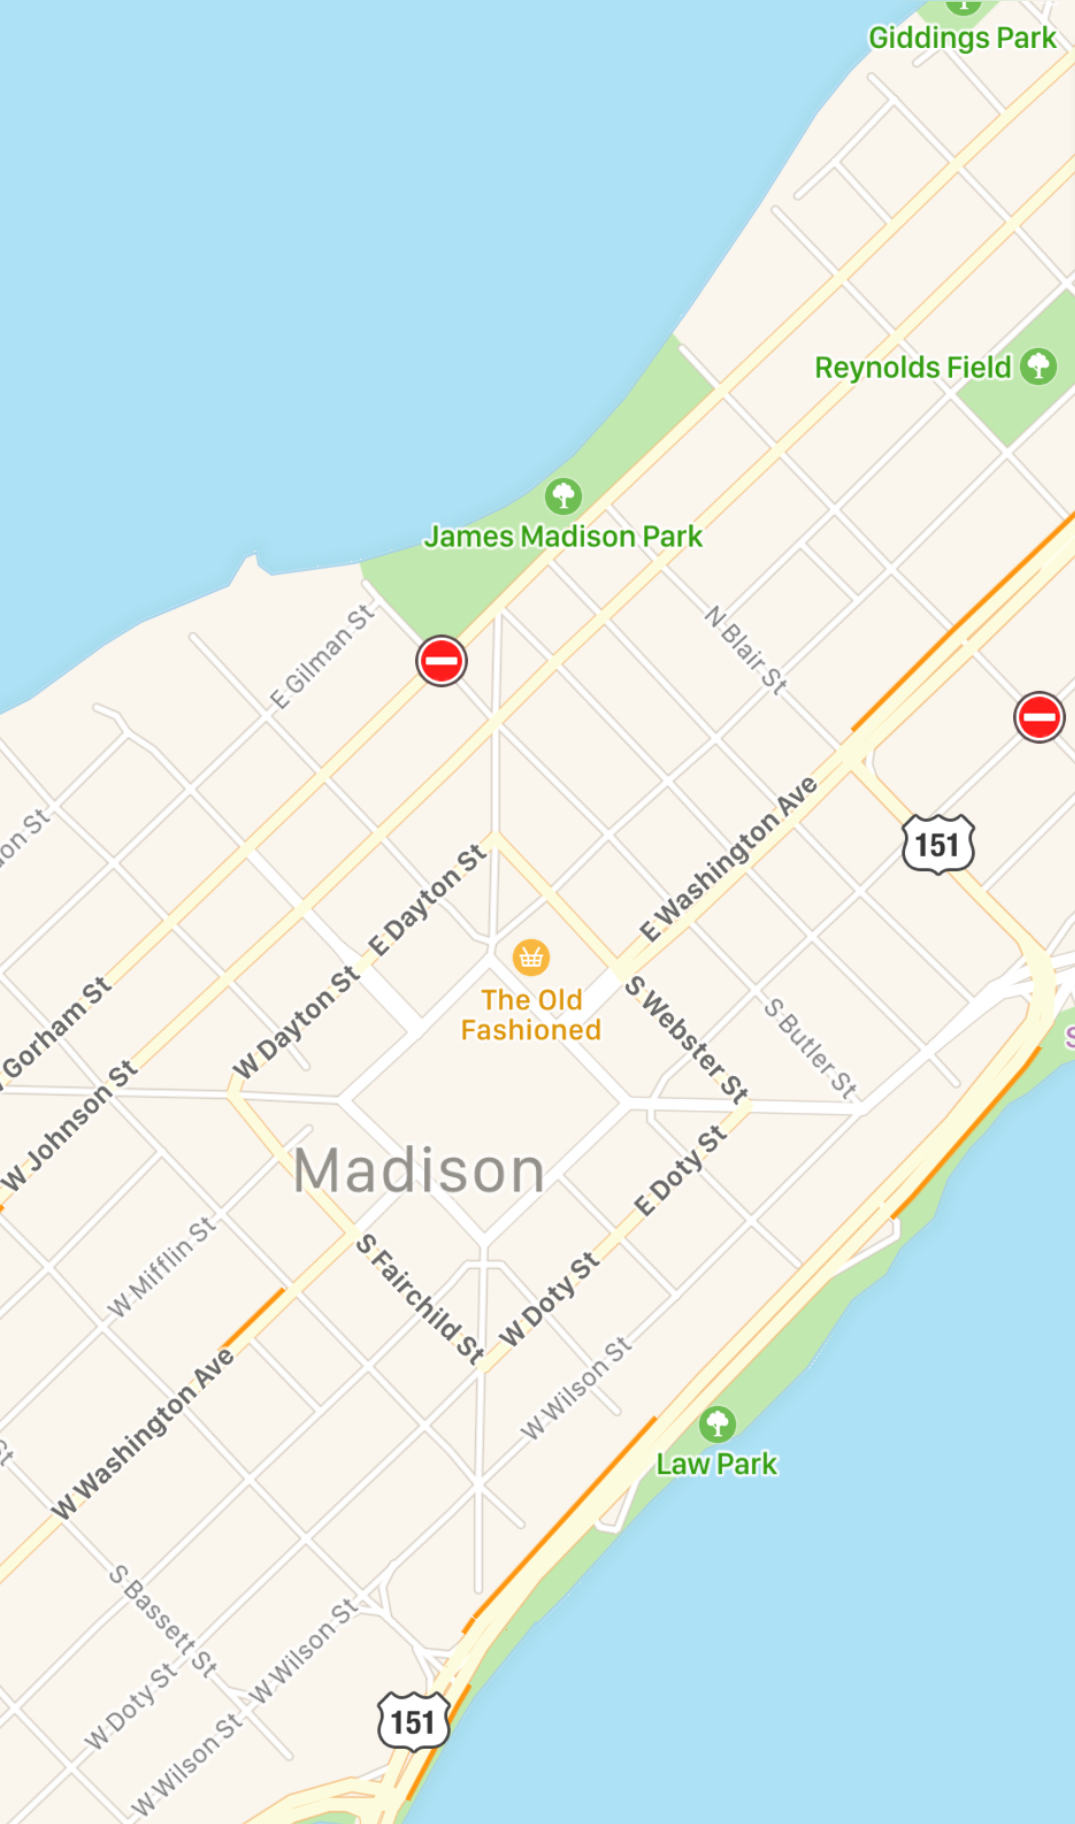 Giddings Park
Reynolds Field
James Madison Park
N Blair St
E Gilman St
151
E Washington Ave
E Dayton St
The Old
Fashioned
W Dayton St
S Webster St
S Butler St
Gorham St
W Johnson St
E Doty St
Madison
W Mifflin St
S Fairchild St
W Doty St
W Wilson St
W Washington Ave
Law Park
S Bassett St
W Wilson St
W Doty St
151
W Wilson St